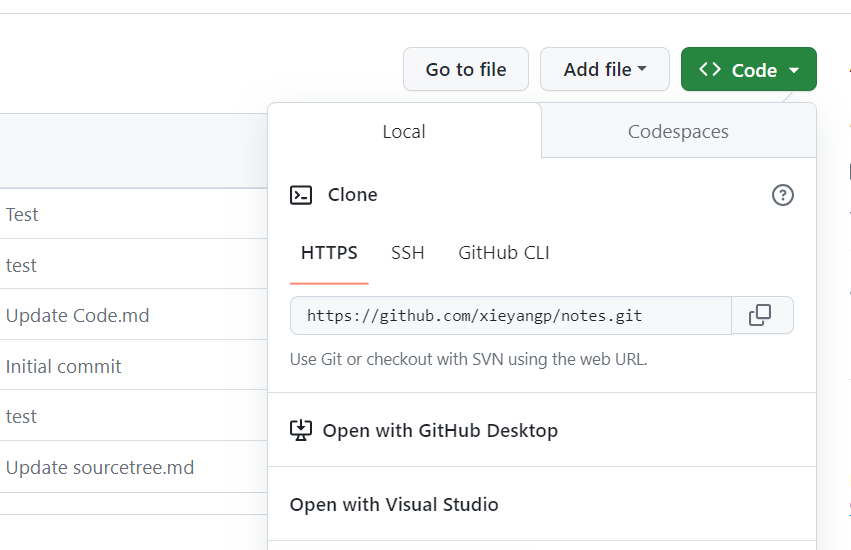 Go to file
Add file
Code
Local
Codespaces
Clone
HTTPS
SSH
GitHub CLI
https://github.com/xieyangp/notes.git
Use Git or checkout with SVN using the web URL.
Open with GitHub Desktop
Open with Visual Studio
Test
test
Update Code.md
Initial commit
test
Update sourcetree.md